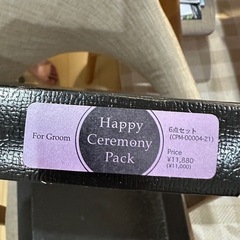 For Groom
Happy
Ceremony
Pack
6点セット
(CPM-00004-21)
Price
¥11,880
(¥11,000)